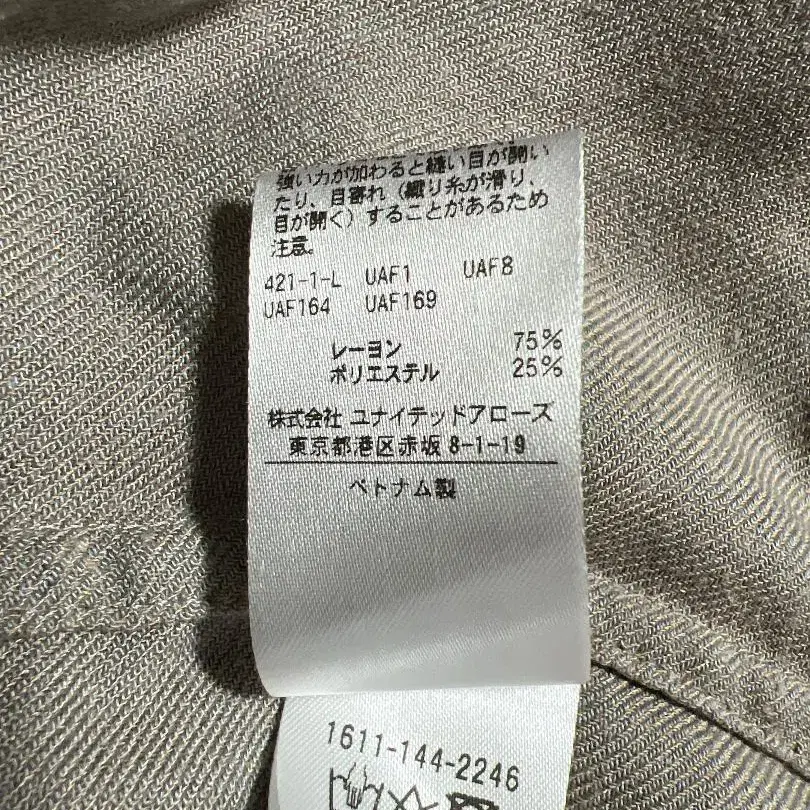 強い力が加わると縫い目が開い
たり、目寄れ（織り糸が滑り、
目が開く）することがあるため
注意。
421-1-L UAF1 UAF8
UAF164 UAF169
レーヨン 75%
ポリエステル 25%
株式会社 ユナイテッドアローズ
東京都港区赤坂 8-1-19
ベトナム製
1611-144-2246